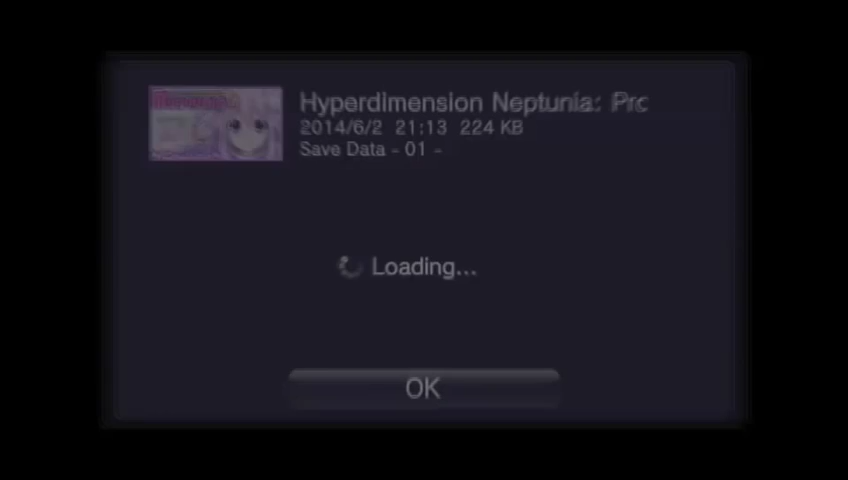 Hyperdimension Neptunia: Prc
2014/6/2 21:13 224 KB
Save Data - 01 -
Loading...
OK